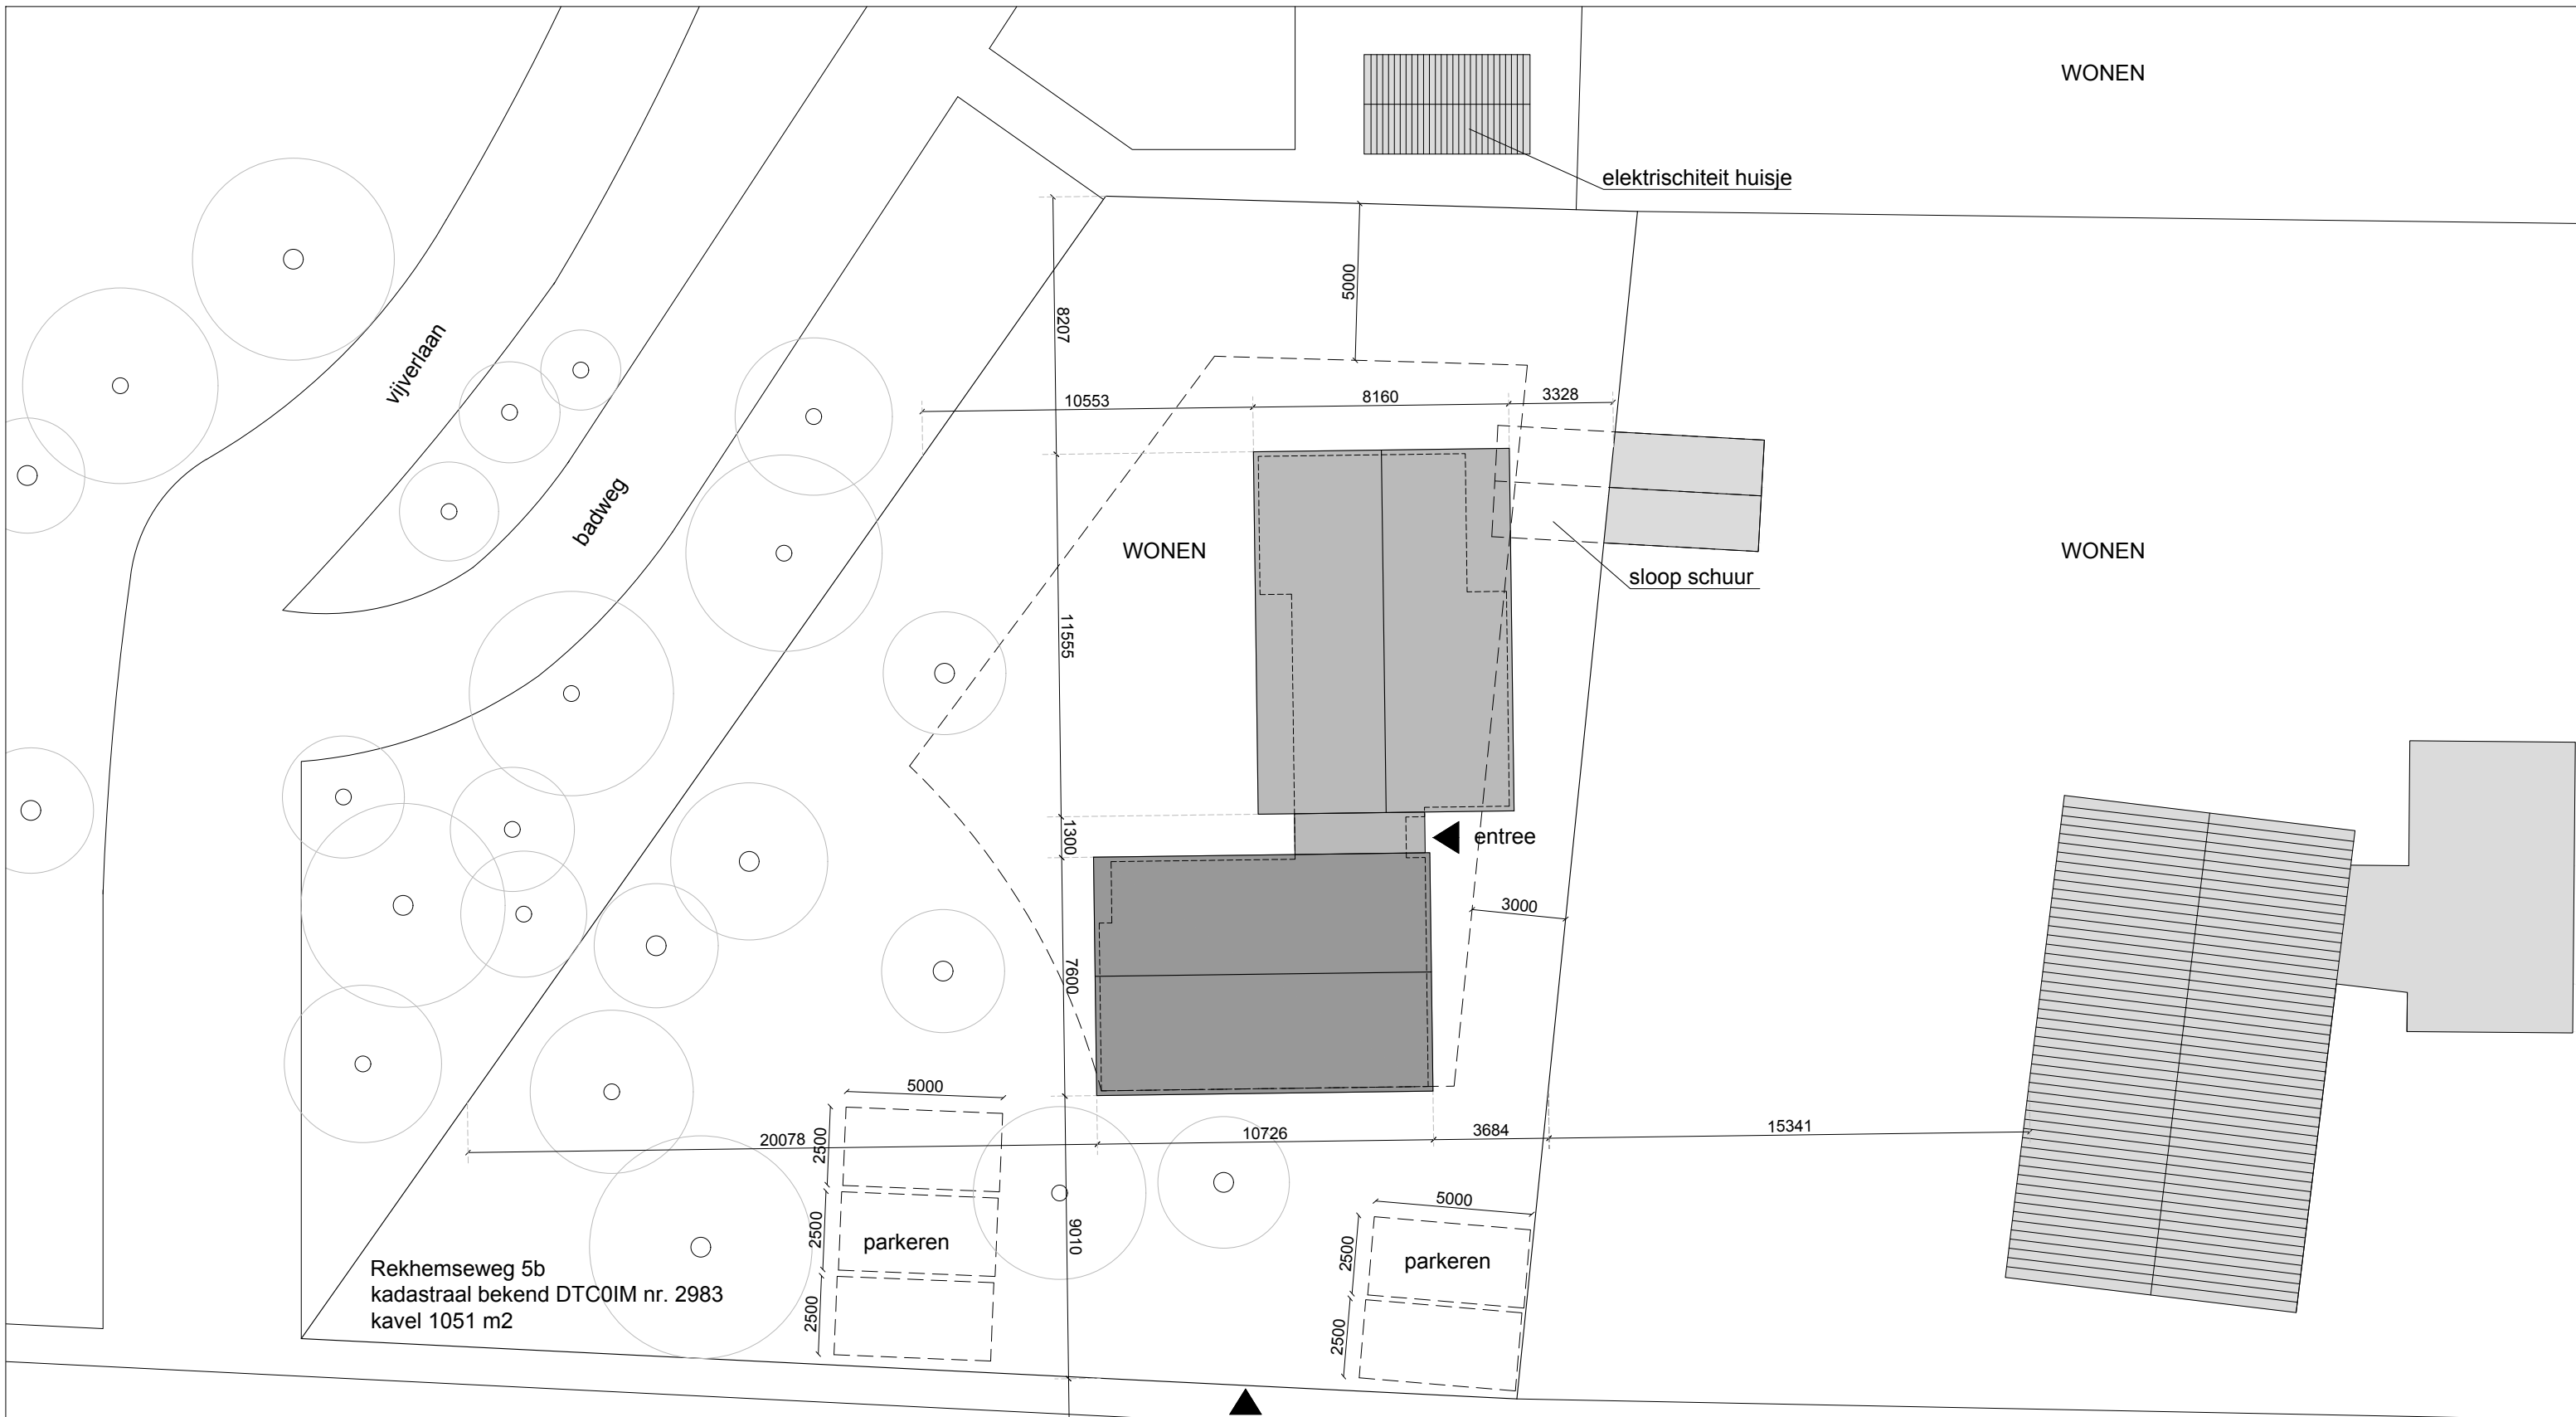 WONEN
elektrischiteit huisje
5000
8207
vijverlaan
10553
8160
3328
badweg
WONEN
WONEN
sloop schuur
11555
1300
entree
3000
7600
5000
2500
20078
10726
3684
15341
5000
2500
parkeren
9010
2500
parkeren
Rekhemseweg 5b
kadastraal bekend DTC0IM nr. 2983
kavel 1051 m2
2500
2500